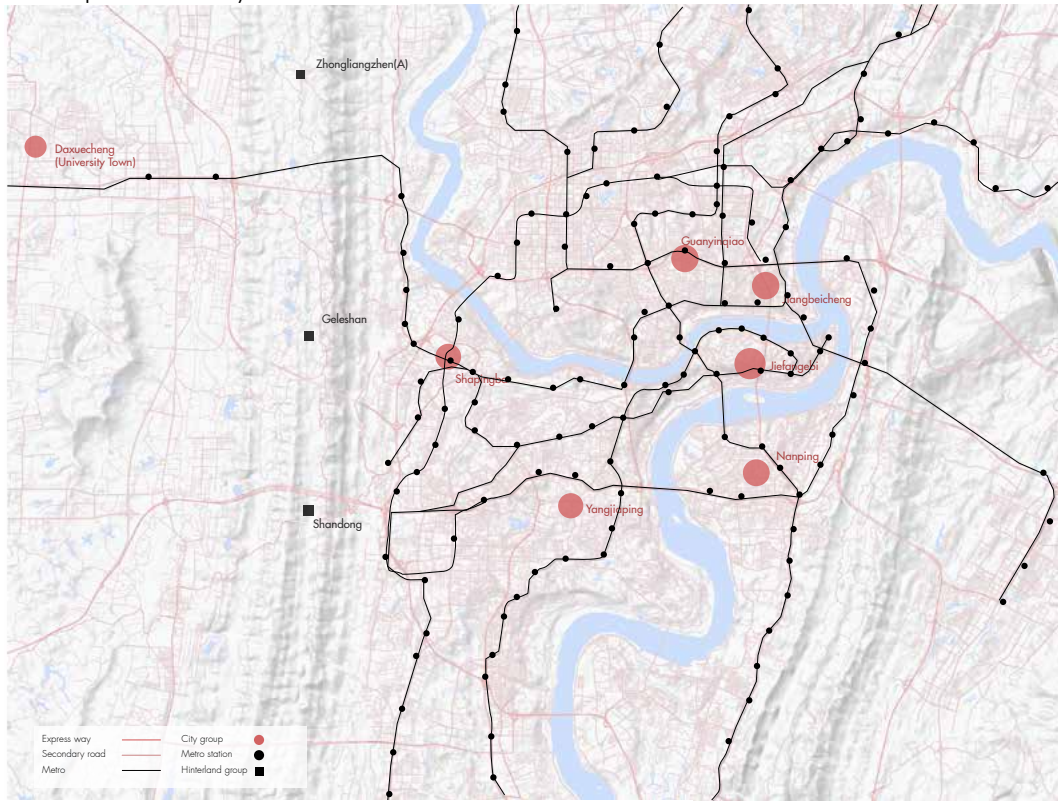 Zhongliangzhen(A)
Daxuecheng
(University Town)
Guanyinqiao
Jiangbeicheng
Geleshan
Shapingba
Jiefangebi
Nanping
Yangjiaping
Shandong
Express way
City group
Secondary road
Metro station
Metro
Hinterland group